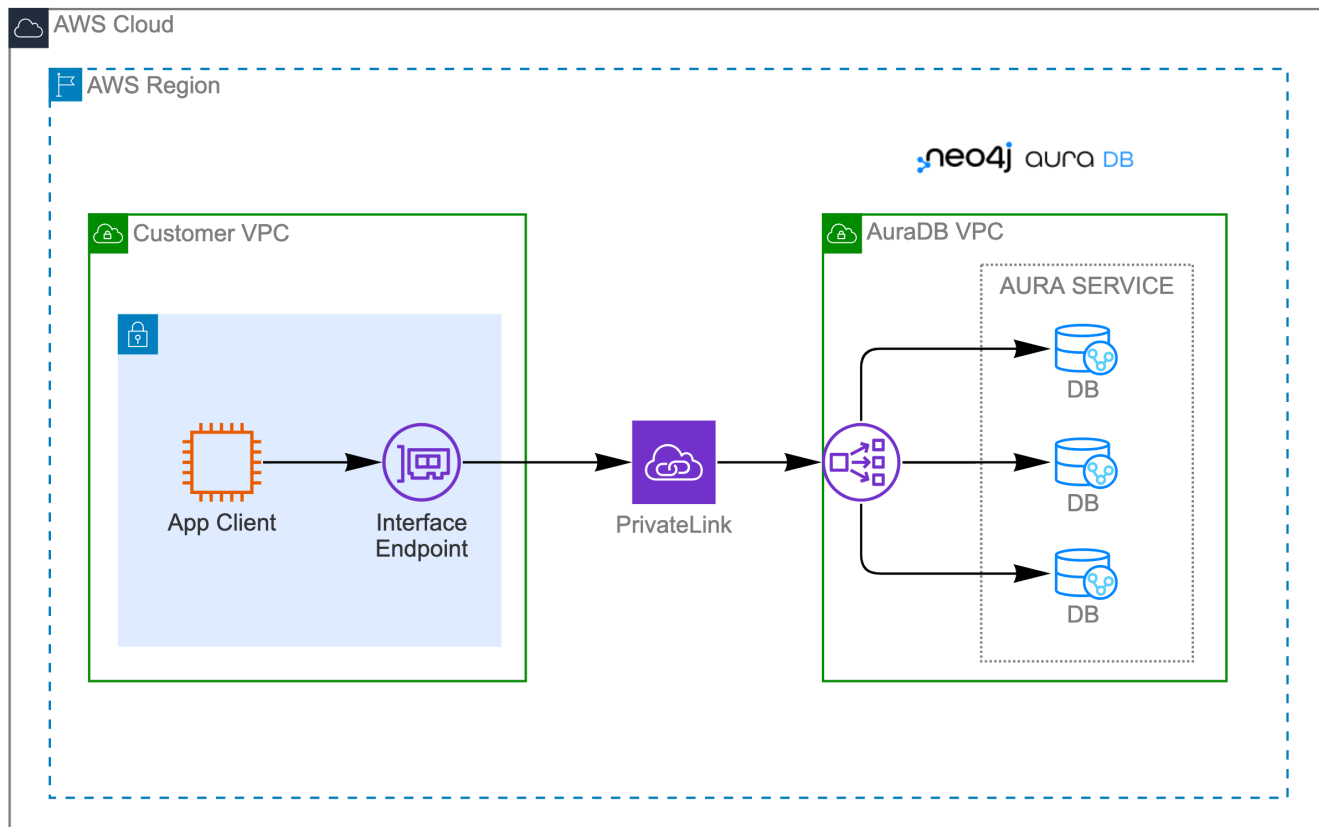 AWS Cloud
AWS Region
neo4j aura DB
Customer VPC
AuraDB VPC
AURA SERVICE
DB
App Client
Interface
Endpoint
PrivateLink
DB
DB